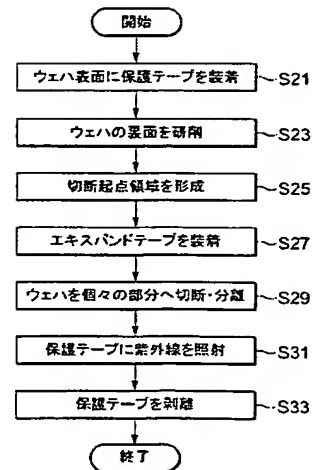 開始
ウェハ表面に保護テープを装着 S21
ウェハの裏面を研削 S23
切断起点領域を形成 S25
エキスパンドテープを装着 S27
ウェハを個々の部分へ切断・分離 S29
保護テープに紫外線を照射 S31
保護テープを剥離 S33
終了